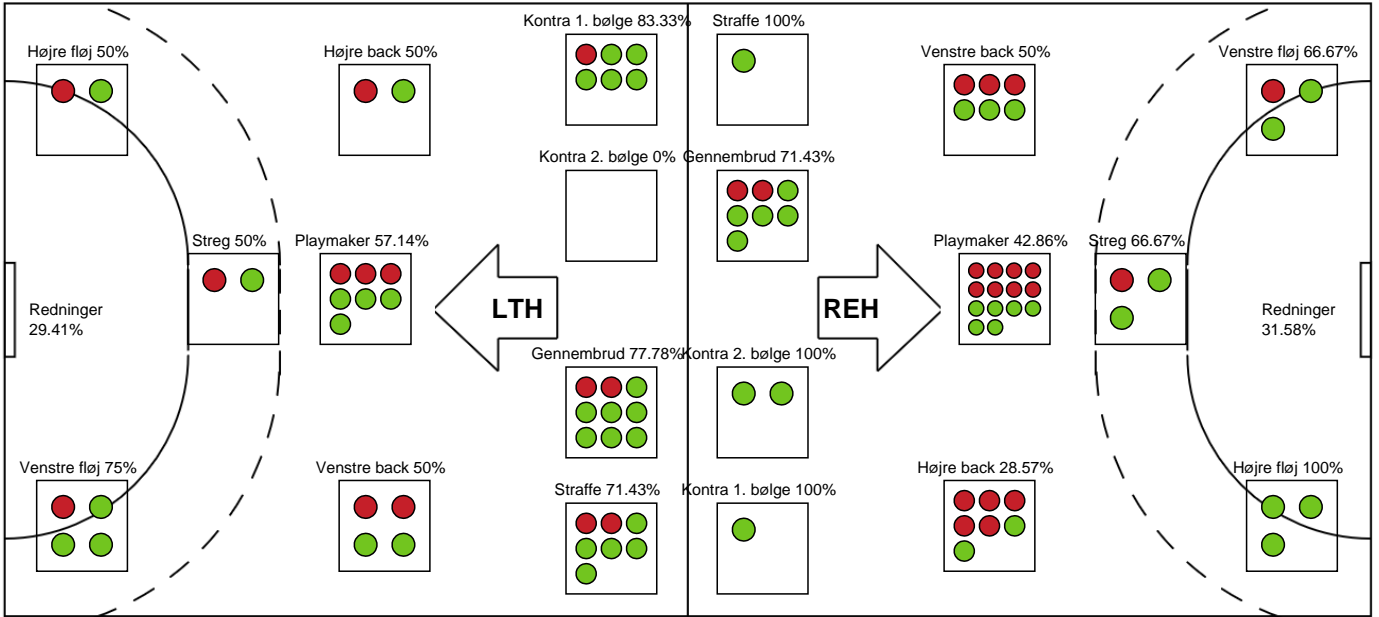 Kontra 1. bølge 83.33%
Straffe 100%
Højre fløj 50%
Højre back 50%
Venstre back 50%
Venstre fløj 66.67%
Kontra 2. bølge 0%
Gennembrud 71.43%
Streg 50%
Playmaker 57.14%
Playmaker 42.86%
Streg 66.67%
LTH
REH
Redninger
29.41%
Redninger
31.58%
Gennembrud 77.78%
Kontra 2. bølge 100%
Venstre fløj 75%
Venstre back 50%
Højre back 28.57%
Højre fløj 100%
Straffe 71.43%
Kontra 1. bølge 100%